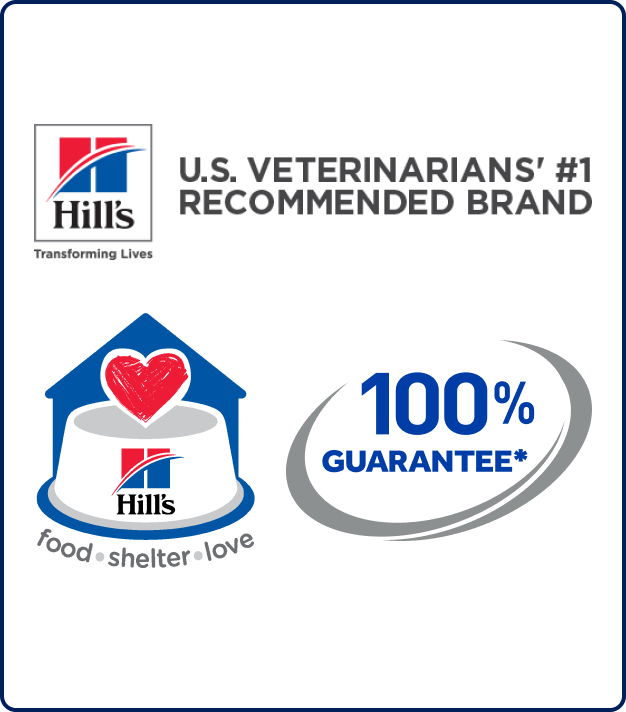 Hill's
Transforming Lives
U.S. VETERINARIANS' #1
RECOMMENDED BRAND
Hill's
food•shelter•love
100%
GUARANTEE*